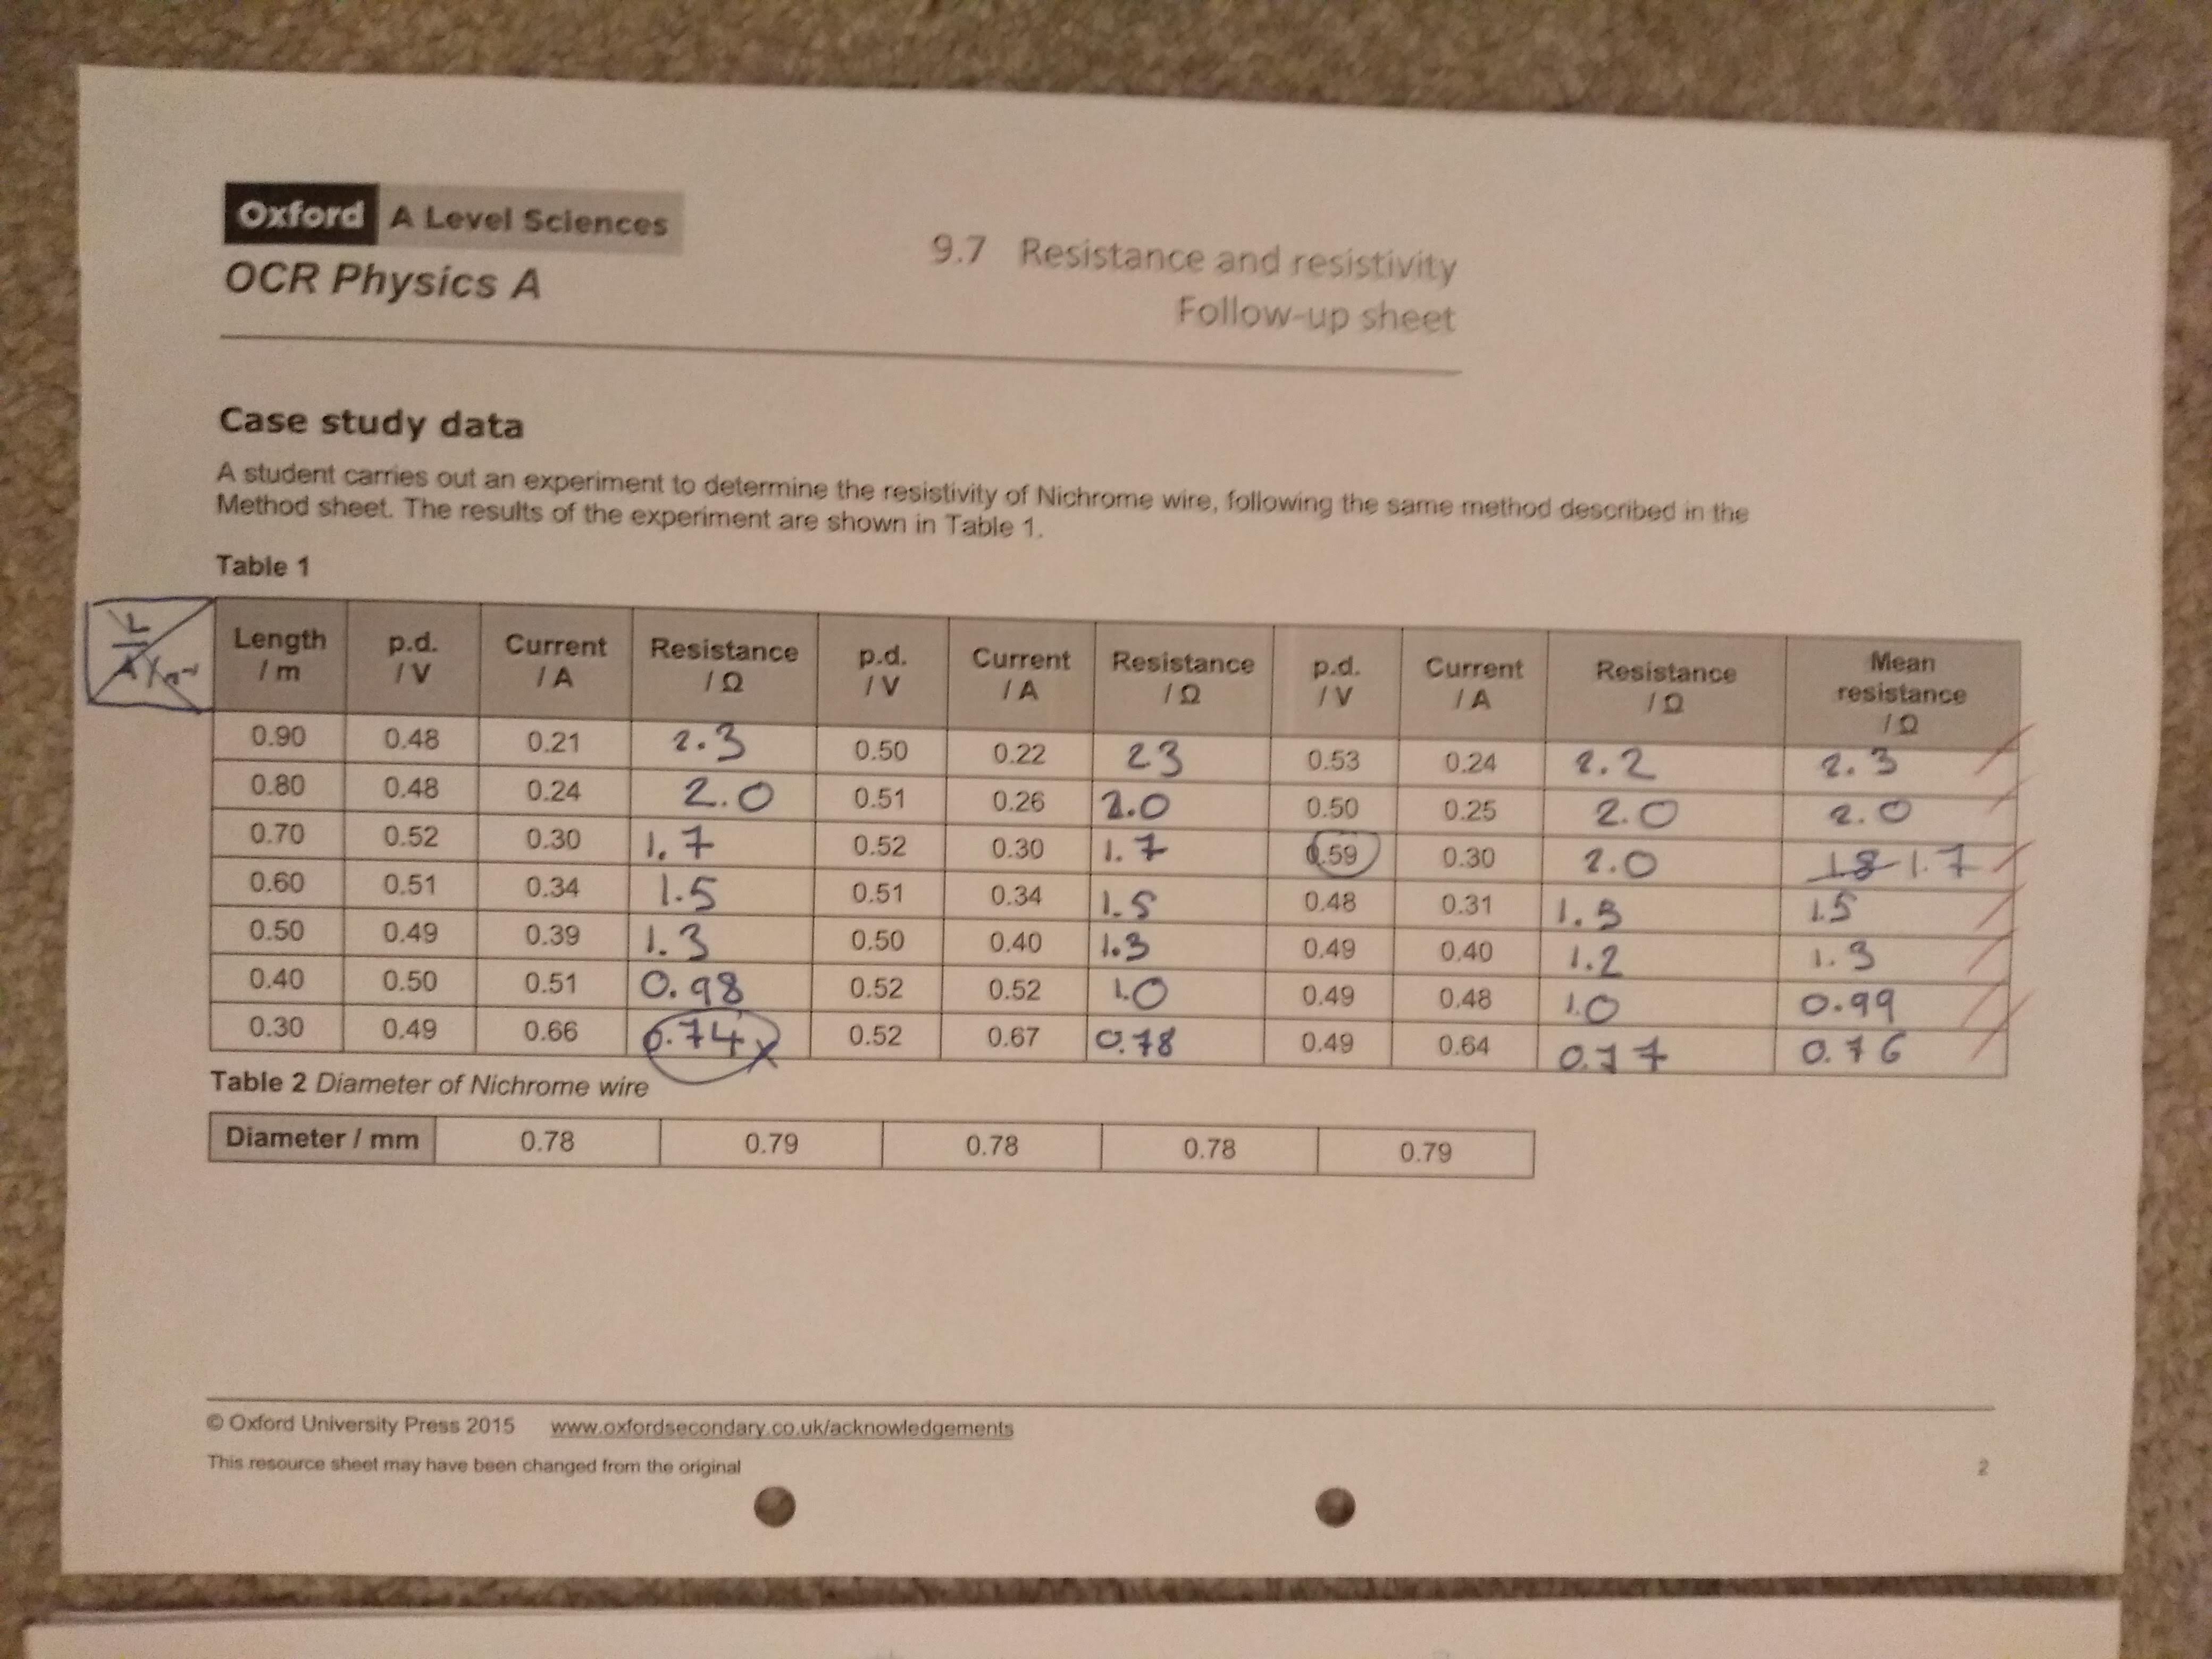 Oxford A Level Sciences
OCR Physics A
9.7 Resistance and resistivity
Follow-up sheet
Case study data
A student carries out an experiment to determine the resistivity of Nichrome wire, following the same method described in the
Method sheet. The results of the experiment are shown in Table 1.
Table 1
L/A /m⁻¹ Length / m p.d. / V Current / A Resistance / Ω p.d. / V Current / A Resistance / Ω p.d. / V Current / A Resistance / Ω Mean resistance / Ω
0.90 0.48 0.21 2.3 0.50 0.22 23 0.53 0.24 2.2 2.3
0.80 0.48 0.24 2.0 0.51 0.26 2.0 0.50 0.25 2.0 2.0
0.70 0.52 0.30 1.7 0.52 0.30 1.7 0.59 0.30 2.0 1.8 1.7
0.60 0.51 0.34 1.5 0.51 0.34 1.5 0.48 0.31 1.5 1.5
0.50 0.49 0.39 1.3 0.50 0.40 1.3 0.49 0.40 1.2 1.3
0.40 0.50 0.51 0.98 0.52 0.52 1.0 0.49 0.48 1.0 0.99
0.30 0.49 0.66 0.74 x 0.52 0.67 0.78 0.49 0.64 0.77 0.76
Table 2 Diameter of Nichrome wire
Diameter / mm 0.78 0.79 0.78 0.78 0.79
© Oxford University Press 2015 www.oxfordsecondary.co.uk/acknowledgements
This resource sheet may have been changed from the original
2